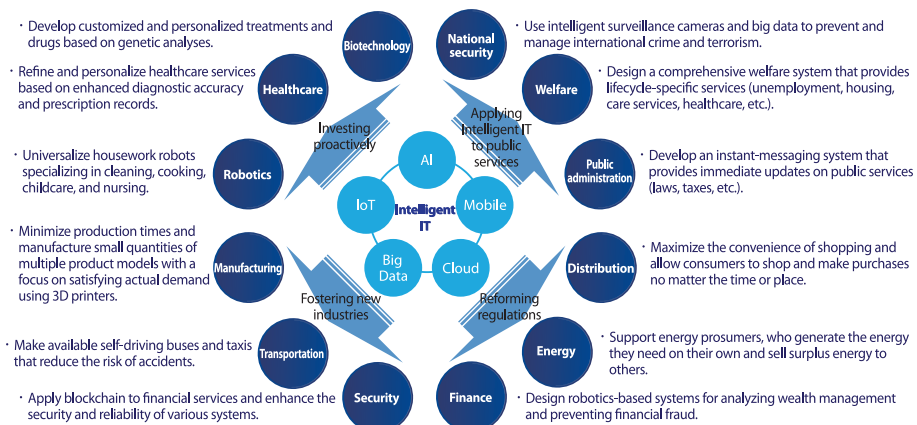 · Develop customized and personalized treatments and
drugs based on genetic analyses.
Biotechnology
National
security
· Use intelligent surveillance cameras and big data to prevent and
manage international crime and terrorism.
· Refine and personalize healthcare services
based on enhanced diagnostic accuracy
and prescription records.
Healthcare
Welfare
· Design a comprehensive welfare system that provides
lifecycle-specific services (unemployment, housing,
care services, healthcare, etc.).
Investing
proactively
Applying
Intelligent IT
to public
services
· Universalize housework robots
specializing in cleaning, cooking,
childcare, and nursing.
Robotics
AI
IoT
Intelligent
IT
Mobile
Big
Data
Cloud
Public
administration
· Develop an instant-messaging system that
provides immediate updates on public services
(laws, taxes, etc.).
· Minimize production times and
manufacture small quantities of
multiple product models with a
focus on satisfying actual demand
using 3D printers.
Manufacturing
Distribution
· Maximize the convenience of shopping and
allow consumers to shop and make purchases
no matter the time or place.
Fostering new
industries
Reforming
regulations
· Make available self-driving buses and taxis
that reduce the risk of accidents.
Transportation
Energy
· Support energy prosumers, who generate the energy
they need on their own and sell surplus energy to
others.
· Apply blockchain to financial services and enhance the
security and reliability of various systems.
Security
Finance
· Design robotics-based systems for analyzing wealth management
and preventing financial fraud.